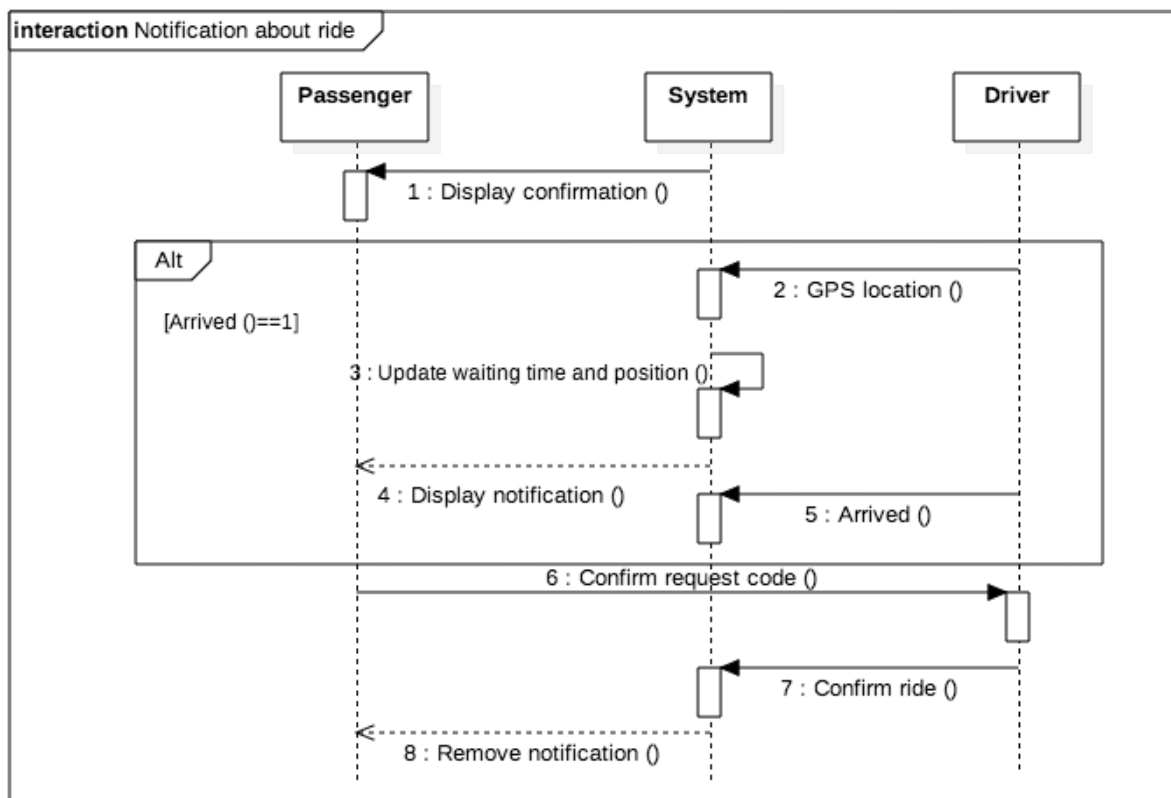 interaction Notification about ride
Passenger
System
Driver
1 : Display confirmation ()
Alt
2 : GPS location ()
[Arrived ()==1]
3 : Update waiting time and position ()
4 : Display notification ()
5 : Arrived ()
6 : Confirm request code ()
7 : Confirm ride ()
8 : Remove notification ()